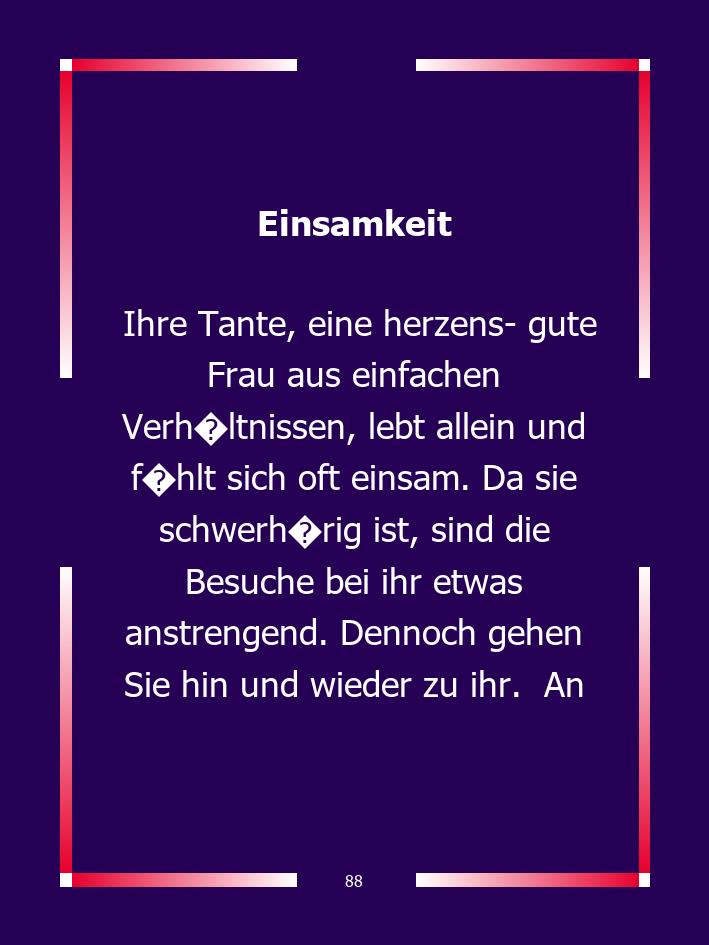 Einsamkeit
Ihre Tante, eine herzens- gute
Frau aus einfachen
Verh�ltnissen, lebt allein und
f�hlt sich oft einsam. Da sie
schwerh�rig ist, sind die
Besuche bei ihr etwas
anstrengend. Dennoch gehen
Sie hin und wieder zu ihr.  An
88